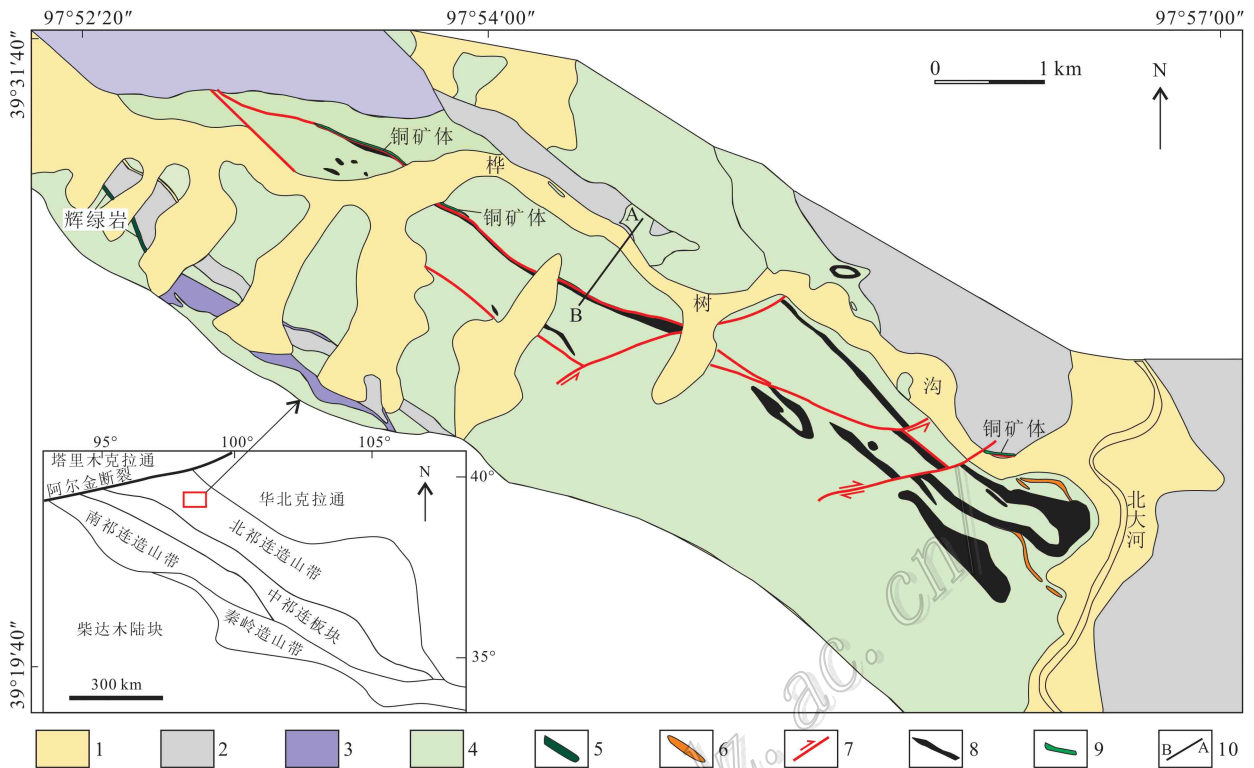 97°52′20″
97°54′00″
97°57′00″
39°31′40″
0 1 km
N
铜矿体
桦
铜矿体
辉绿岩
A
B
树
沟
铜矿体
北大河
39°19′40″
95° 100° 105°
塔里木克拉通
阿尔金断裂
N
40°
华北克拉通
南祁连造山带
北祁连造山带
中祁连板块
秦岭造山带
柴达木陆块
35°
300 km
1 2 3 4 5 6 7 8 9 B A 10